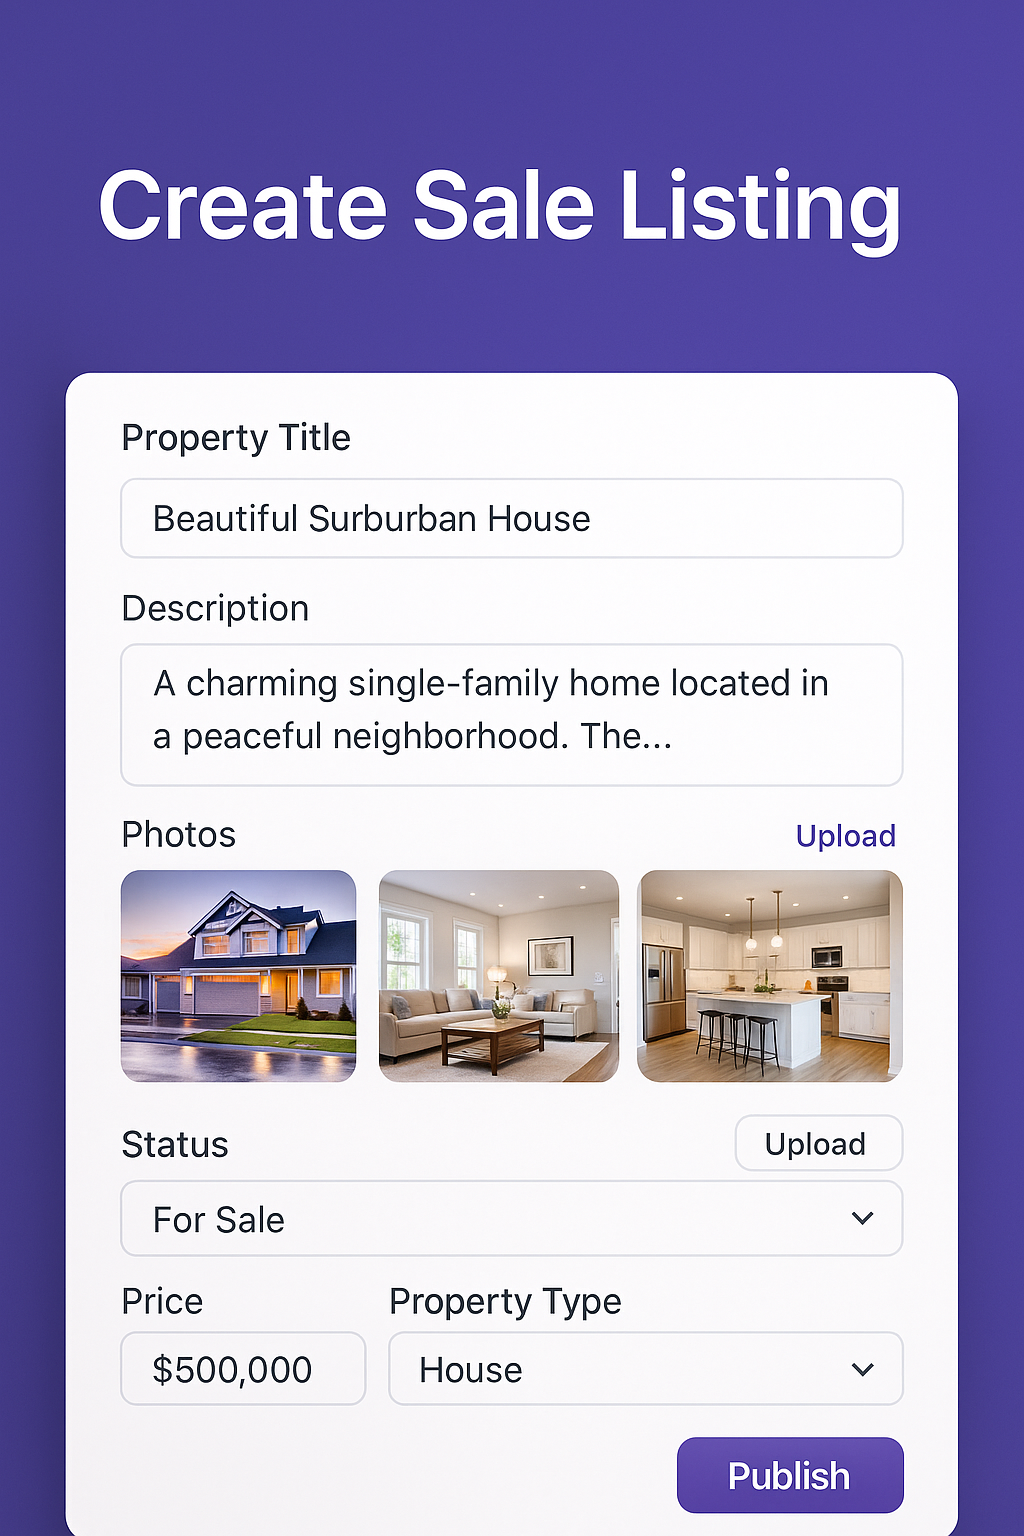 Create Sale Listing
Property Title
Beautiful Surburban House
Description
A charming single-family home located in
a peaceful neighborhood. The...
Photos
Upload
Status
Upload
For Sale
Price
Property Type
$500,000
House
Publish